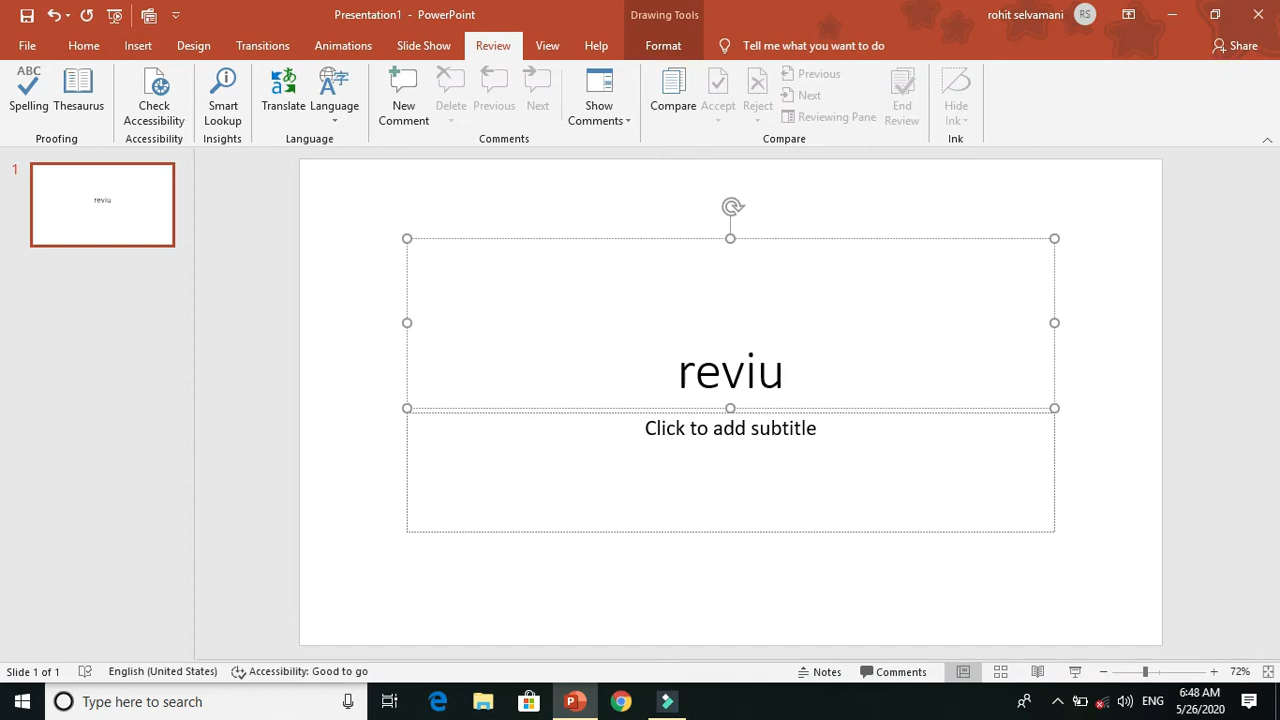 Presentation1 - PowerPoint
Drawing Tools
rohit selvamani
RS
File Home Insert Design Transitions Animations Slide Show Review View Help Format Tell me what you want to do Share
ABC
Spelling
Thesaurus
Proofing
Check
Accessibility
Accessibility
Smart
Lookup
Insights
Translate
Language
Language
New
Comment
Delete
Previous
Next
Show
Comments
Comments
Compare
Accept
Reject
Previous
Next
Reviewing Pane
End
Review
Compare
Hide
Ink
Ink
1
reviu
reviu
Click to add subtitle
Slide 1 of 1 English (United States) Accessibility: Good to go Notes Comments 72%
Type here to search
ENG
6:48 AM
5/26/2020